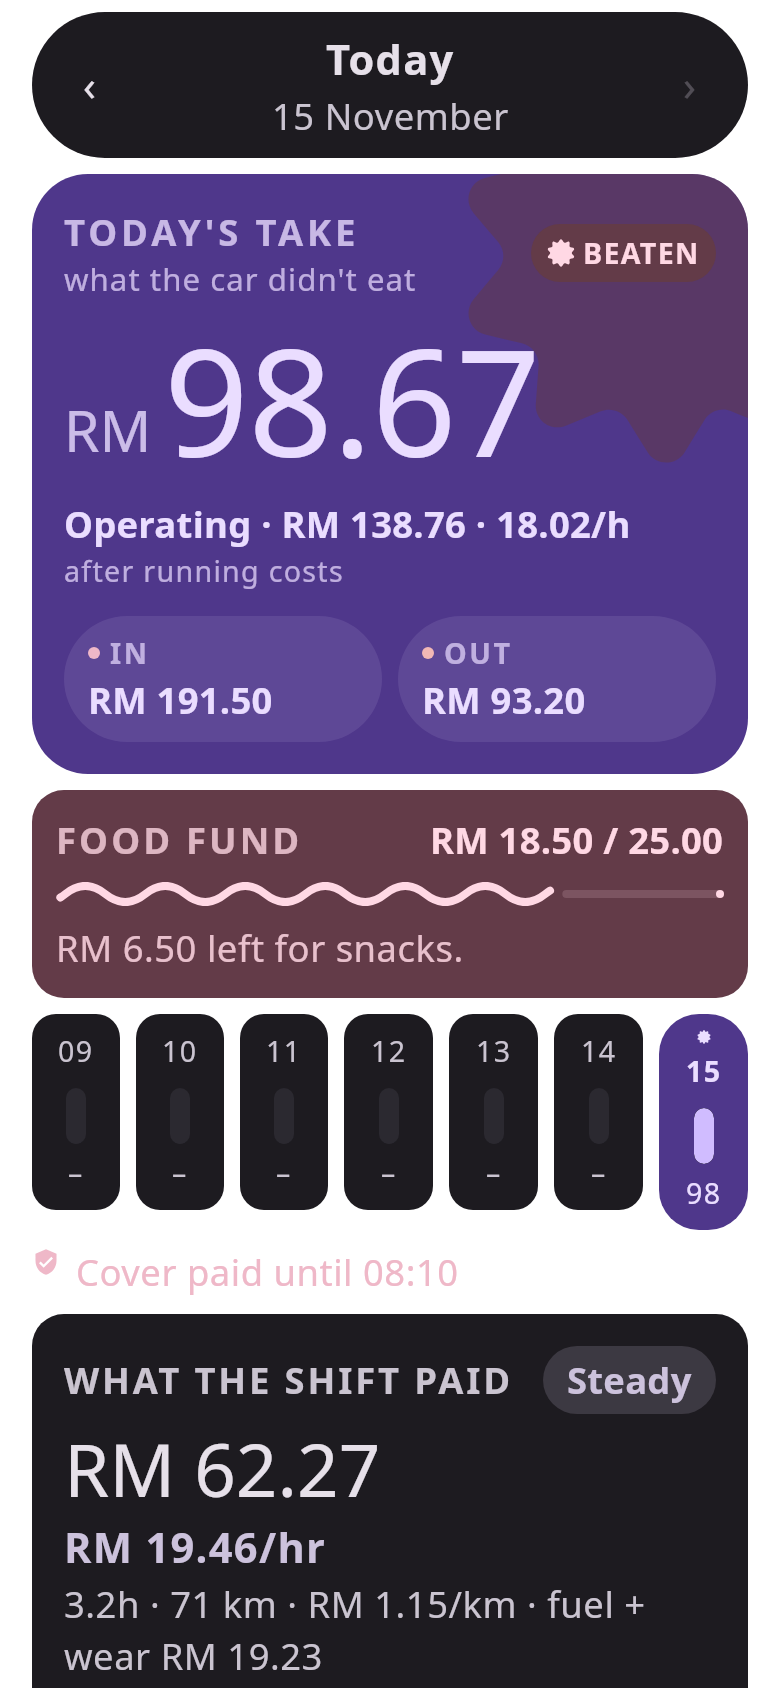 Today
15 November
TODAY'S TAKE
what the car didn't eat
BEATEN
RM 98.67
Operating · RM 138.76 · 18.02/h
after running costs
IN
RM 191.50
OUT
RM 93.20
FOOD FUND
RM 18.50 / 25.00
RM 6.50 left for snacks.
09
–
10
–
11
–
12
–
13
–
14
–
15
98
Cover paid until 08:10
WHAT THE SHIFT PAID
Steady
RM 62.27
RM 19.46/hr
3.2h · 71 km · RM 1.15/km · fuel +
wear RM 19.23